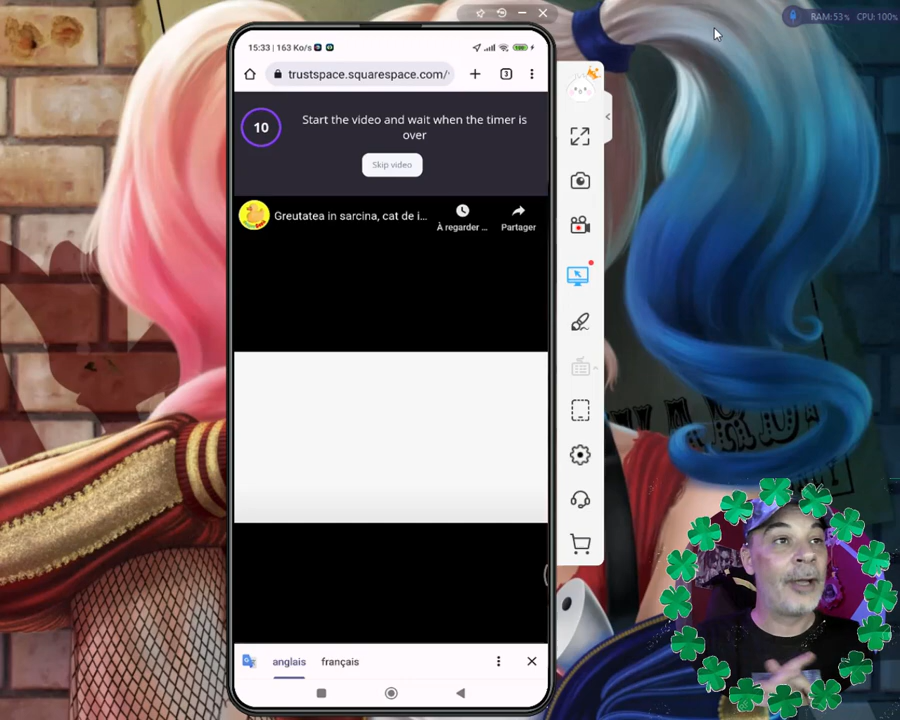 RAM:53% CPU:100%
15:33 | 163 Ko/s
trustspace.squarespace.com/
3
10
Start the video and wait when the timer is
over
Skip video
Greutatea in sarcina, cat de i...
À regarder ...
Partager
anglais français